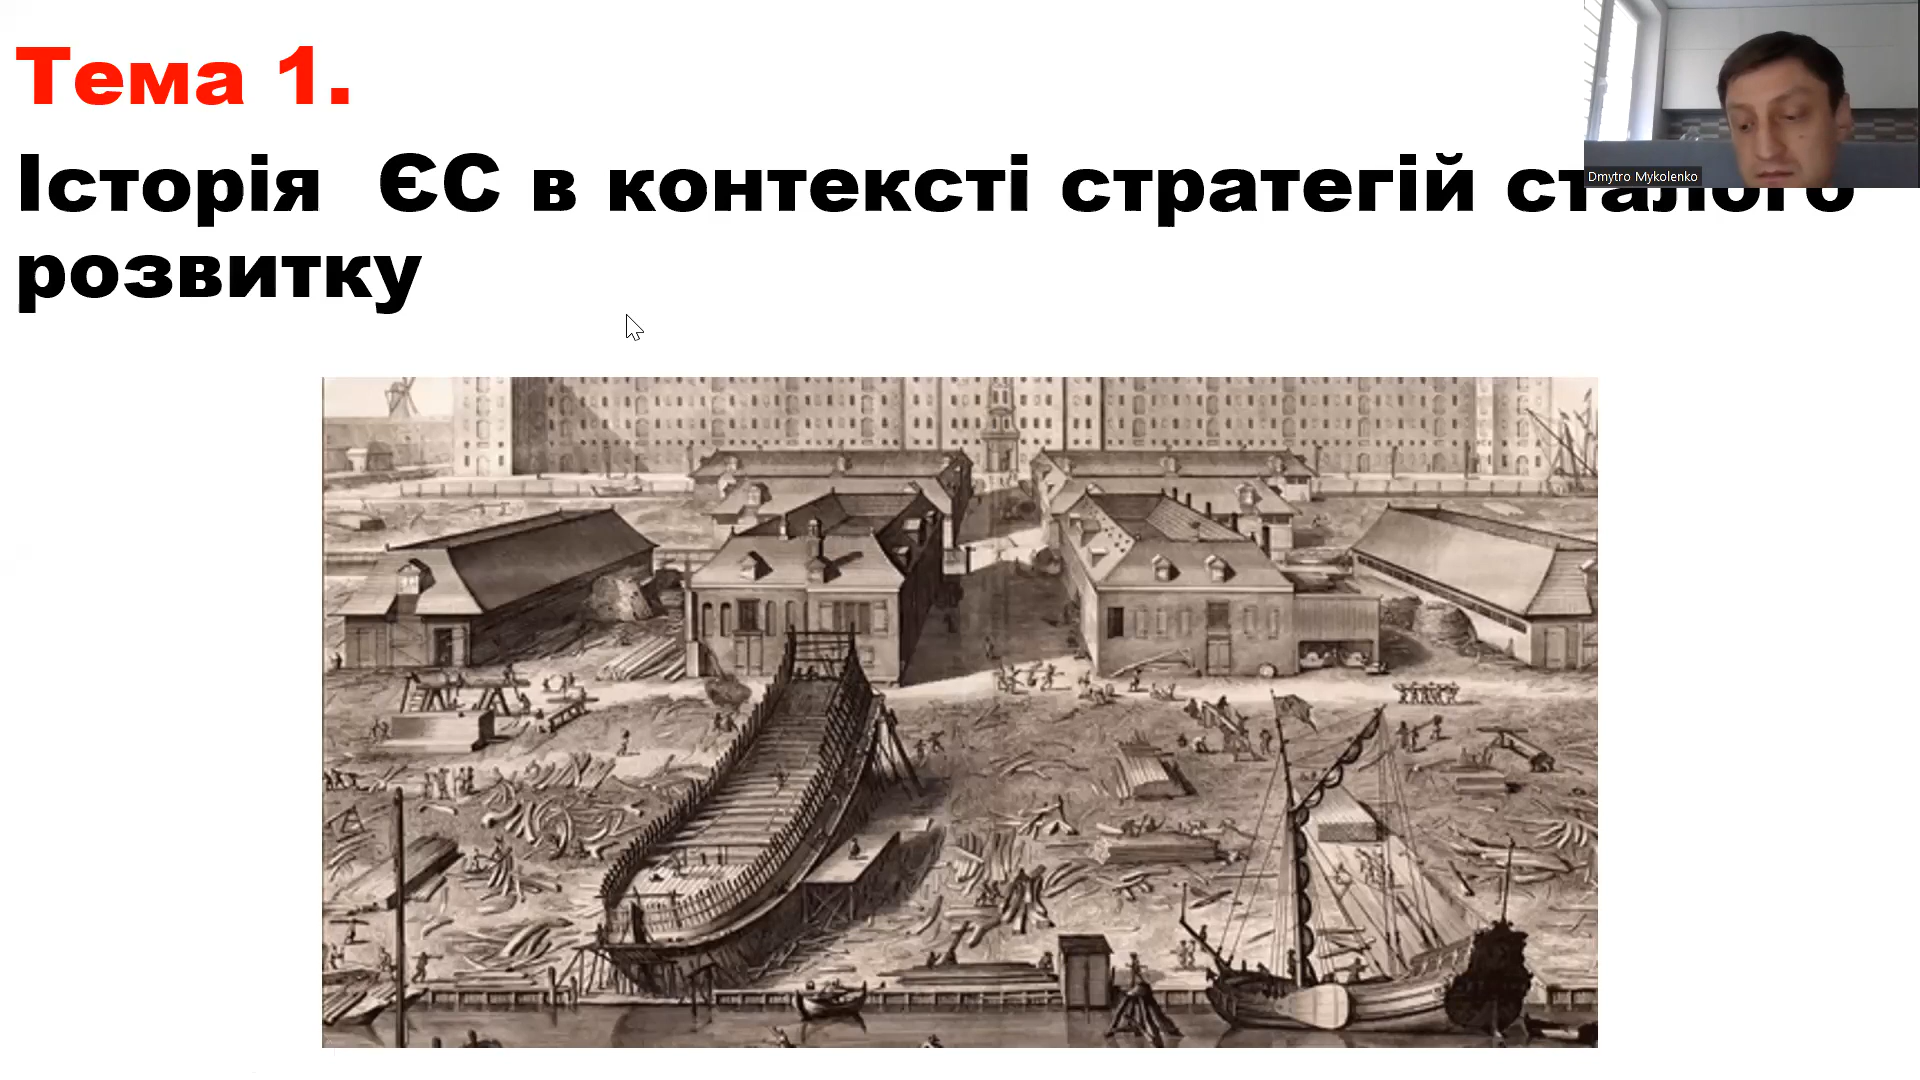 Тема 1.
Історія ЄС в контексті стратегій сталого
розвитку
Dmytro Mykolenko